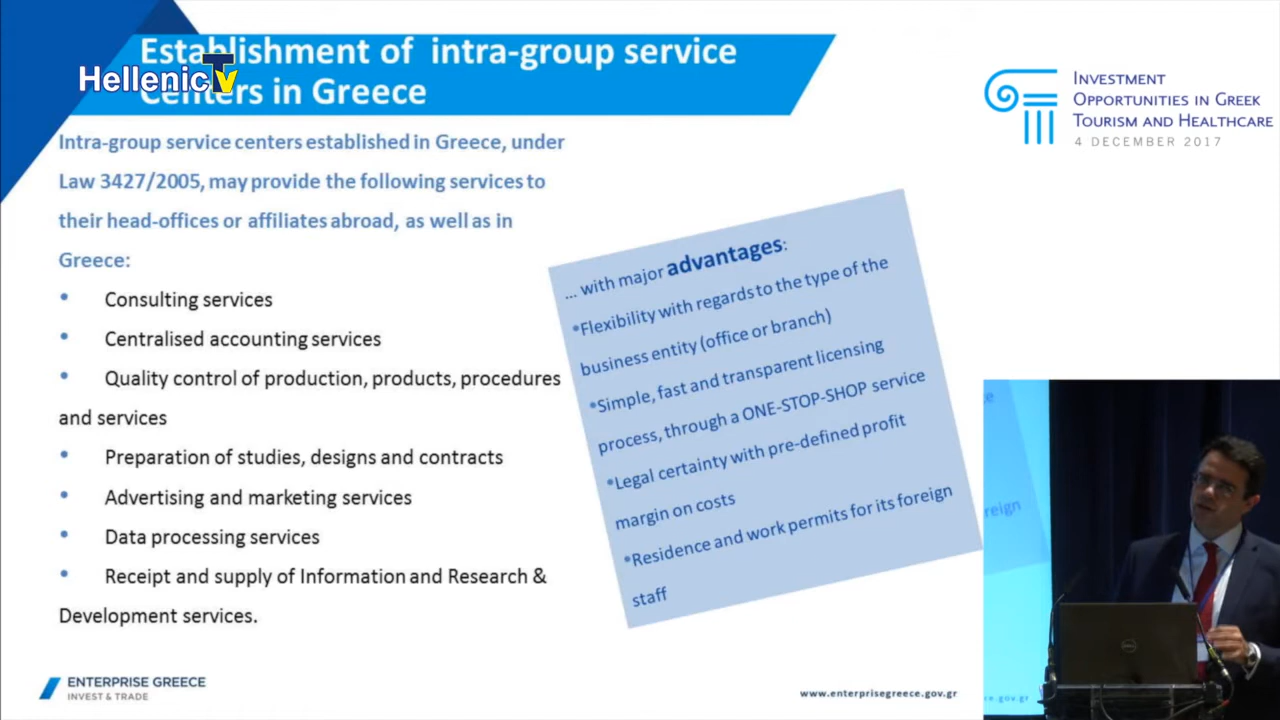 Establishment of intra-group service
Centers in Greece
HellenicTv
INVESTMENT
OPPORTUNITIES IN GREEK
TOURISM AND HEALTHCARE
4 DECEMBER 2017
Intra-group service centers established in Greece, under
Law 3427/2005, may provide the following services to
their head-offices or affiliates abroad, as well as in
Greece:
• Consulting services
• Centralised accounting services
• Quality control of production, products, procedures
and services
• Preparation of studies, designs and contracts
• Advertising and marketing services
• Data processing services
• Receipt and supply of Information and Research &
Development services.
... with major advantages:
•Flexibility with regards to the type of the
business entity (office or branch)
•Simple, fast and transparent licensing
process, through a ONE-STOP-SHOP service
•Legal certainty with pre-defined profit
margin on costs
•Residence and work permits for its foreign
staff
reign
ce.gov.gr
DELL
ENTERPRISE GREECE
INVEST & TRADE
www.enterprisegreece.gov.gr